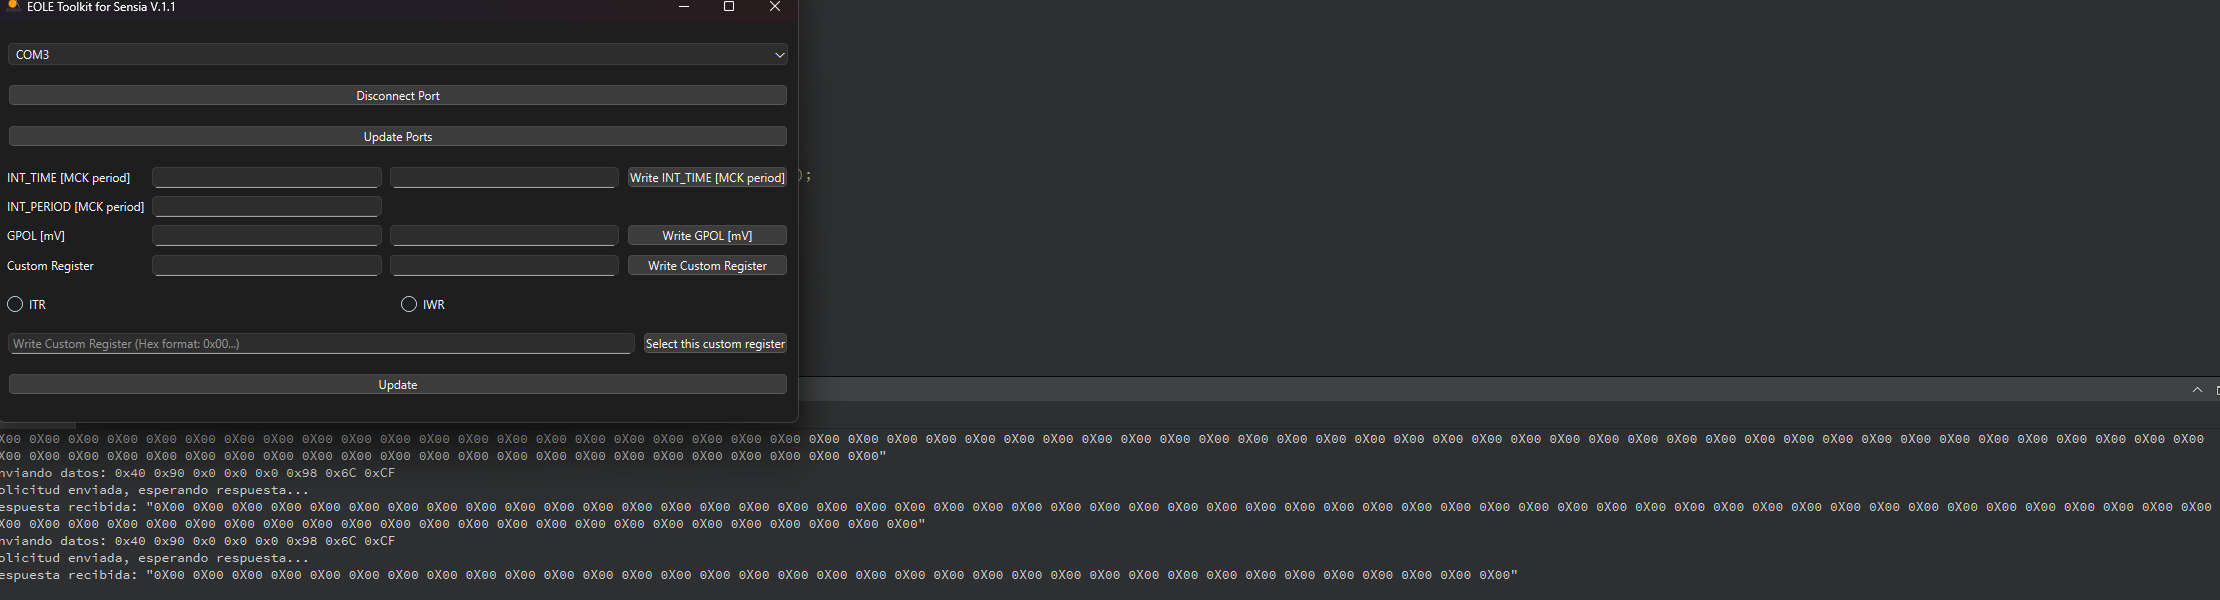 EOLE Toolkit for Sensia V.1.1
COM3
Disconnect Port
Update Ports
INT_TIME [MCK period] Write INT_TIME [MCK period] );
INT_PERIOD [MCK period]
GPOL [mV] Write GPOL [mV]
Custom Register Write Custom Register
ITR IWR
Write Custom Register (Hex format: 0x00...) Select this custom register
Update
X00 0X00 0X00 0X00 0X00 0X00 0X00 0X00 0X00 0X00 0X00 0X00 0X00 0X00 0X00 0X00 0X00 0X00 0X00 0X00 0X00 0X00 0X00 0X00 0X00 0X00 0X00 0X00 0X00 0X00 0X00 0X00 0X00 0X00 0X00 0X00 0X00 0X00 0X00 0X00 0X00 0X00 0X00 0X00 0X00 0X00 0X00 0X00 0X00 0X00 0X00 0X00 0X00 0X00 0X00 0X00 0X00
X00 0X00 0X00 0X00 0X00 0X00 0X00 0X00 0X00 0X00 0X00 0X00 0X00 0X00 0X00 0X00 0X00 0X00 0X00 0X00 0X00 0X00 0X00"
nviando datos: 0x40 0x90 0x0 0x0 0x0 0x98 0x6C 0xCF
olicitud enviada, esperando respuesta...
espuesta recibida: "0X00 0X00 0X00 0X00 0X00 0X00 0X00 0X00 0X00 0X00 0X00 0X00 0X00 0X00 0X00 0X00 0X00 0X00 0X00 0X00 0X00 0X00 0X00 0X00 0X00 0X00 0X00 0X00 0X00 0X00 0X00 0X00 0X00 0X00 0X00 0X00 0X00 0X00 0X00 0X00 0X00 0X00 0X00 0X00 0X00 0X00 0X00 0X00 0X00 0X00 0X00 0X00 0X00
X00 0X00 0X00 0X00 0X00 0X00 0X00 0X00 0X00 0X00 0X00 0X00 0X00 0X00 0X00 0X00 0X00 0X00 0X00 0X00 0X00 0X00 0X00 0X00"
nviando datos: 0x40 0x90 0x0 0x0 0x0 0x98 0x6C 0xCF
olicitud enviada, esperando respuesta...
espuesta recibida: "0X00 0X00 0X00 0X00 0X00 0X00 0X00 0X00 0X00 0X00 0X00 0X00 0X00 0X00 0X00 0X00 0X00 0X00 0X00 0X00 0X00 0X00 0X00 0X00 0X00 0X00 0X00 0X00 0X00 0X00 0X00 0X00 0X00 0X00 0X00"